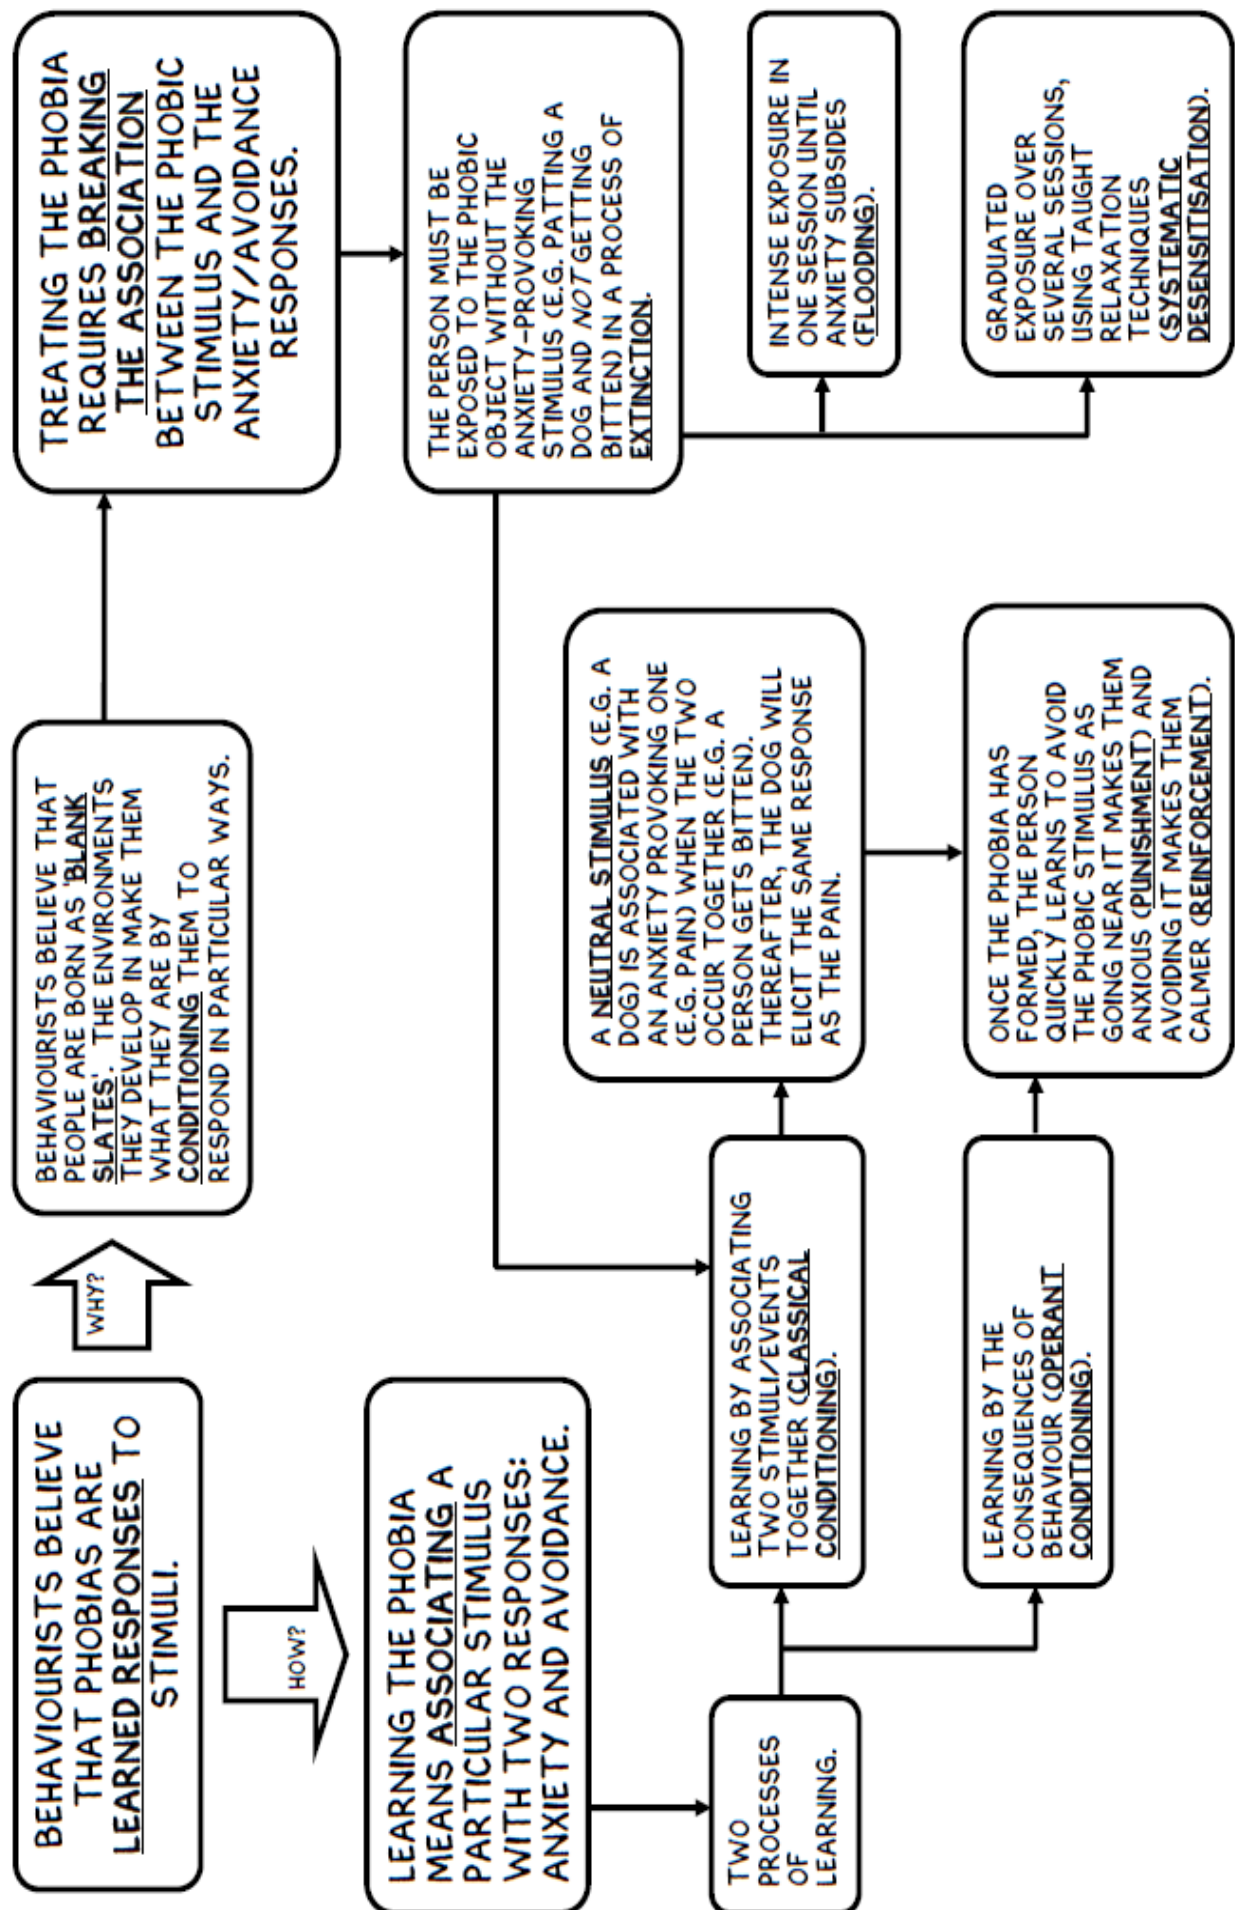 BEHAVIOURISTS BELIEVE
THAT PHOBIAS ARE
LEARNED RESPONSES TO
STIMULI.
WHY?
BEHAVIOURISTS BELIEVE THAT
PEOPLE ARE BORN AS 'BLANK
SLATES'. THE ENVIRONMENTS
THEY DEVELOP IN MAKE THEM
WHAT THEY ARE BY
CONDITIONING THEM TO
RESPOND IN PARTICULAR WAYS.
TREATING THE PHOBIA
REQUIRES BREAKING
THE ASSOCIATION
BETWEEN THE PHOBIC
STIMULUS AND THE
ANXIETY/AVOIDANCE
RESPONSES.
HOW?
LEARNING THE PHOBIA
MEANS ASSOCIATING A
PARTICULAR STIMULUS
WITH TWO RESPONSES:
ANXIETY AND AVOIDANCE.
THE PERSON MUST BE
EXPOSED TO THE PHOBIC
OBJECT WITHOUT THE
ANXIETY-PROVOKING
STIMULUS (E.G. PATTING A
DOG AND NOT GETTING
BITTEN) IN A PROCESS OF
EXTINCTION.
TWO
PROCESSES
OF
LEARNING.
LEARNING BY ASSOCIATING
TWO STIMULI/EVENTS
TOGETHER (CLASSICAL
CONDITIONING).
A NEUTRAL STIMULUS (E.G. A
DOG) IS ASSOCIATED WITH
AN ANXIETY PROVOKING ONE
(E.G. PAIN) WHEN THE TWO
OCCUR TOGETHER (E.G. A
PERSON GETS BITTEN).
THEREAFTER, THE DOG WILL
ELICIT THE SAME RESPONSE
AS THE PAIN.
INTENSE EXPOSURE IN
ONE SESSION UNTIL
ANXIETY SUBSIDES
(FLOODING).
LEARNING BY THE
CONSEQUENCES OF
BEHAVIOUR (OPERANT
CONDITIONING).
ONCE THE PHOBIA HAS
FORMED, THE PERSON
QUICKLY LEARNS TO AVOID
THE PHOBIC STIMULUS AS
GOING NEAR IT MAKES THEM
ANXIOUS (PUNISHMENT) AND
AVOIDING IT MAKES THEM
CALMER (REINFORCEMENT).
GRADUATED
EXPOSURE OVER
SEVERAL SESSIONS,
USING TAUGHT
RELAXATION
TECHNIQUES
(SYSTEMATIC
DESENSITISATION).